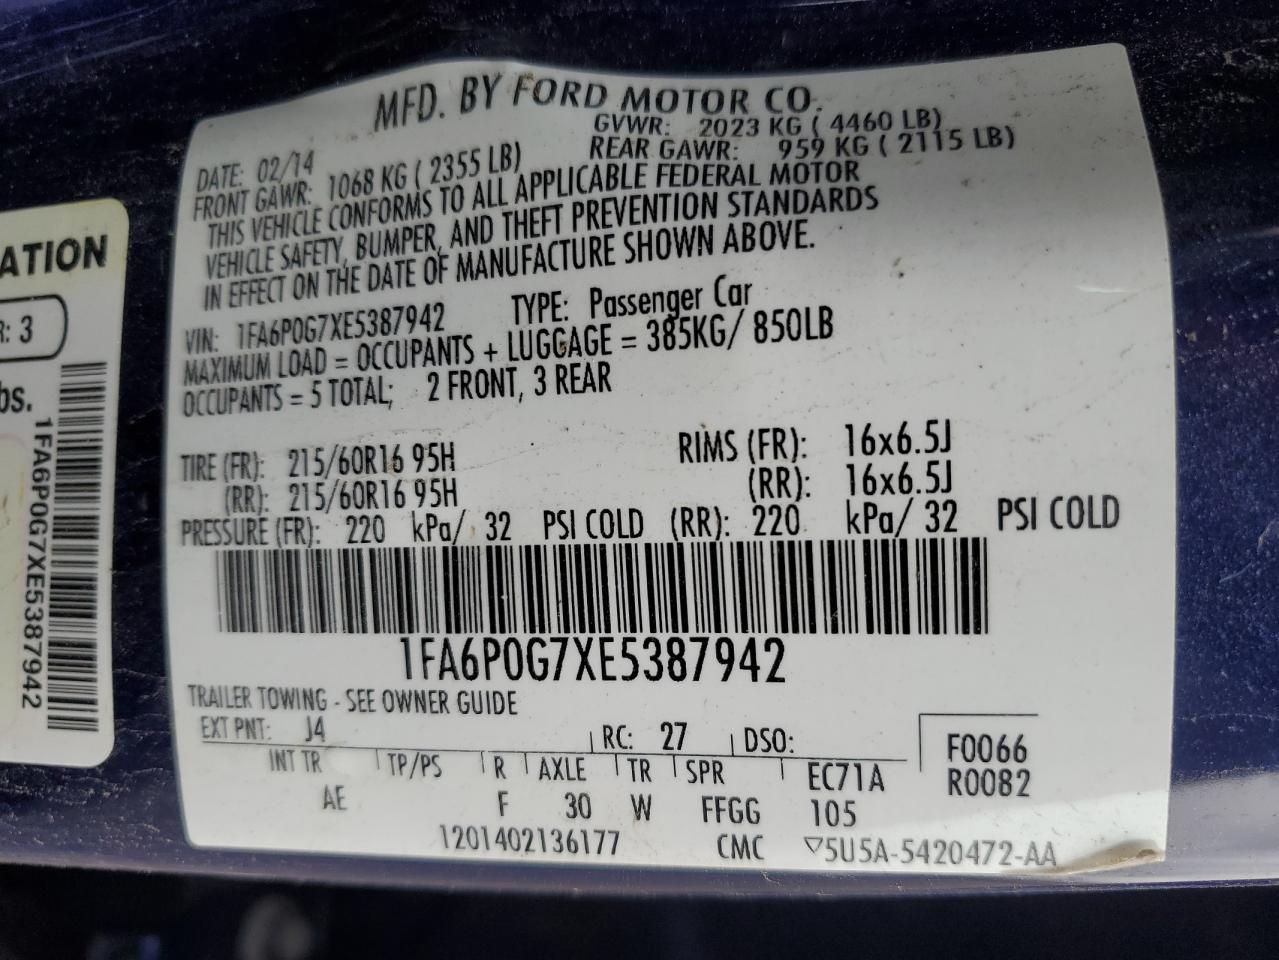 MFD. BY FORD MOTOR CO.
DATE: 02/14 GVWR: 2023 KG ( 4460 LB)
FRONT GAWR: 1068 KG ( 2355 LB) REAR GAWR: 959 KG ( 2115 LB)
THIS VEHICLE CONFORMS TO ALL APPLICABLE FEDERAL MOTOR
VEHICLE SAFETY, BUMPER, AND THEFT PREVENTION STANDARDS
IN EFFECT ON THE DATE OF MANUFACTURE SHOWN ABOVE.
VIN: 1FA6P0G7XE5387942 TYPE: Passenger Car
MAXIMUM LOAD = OCCUPANTS + LUGGAGE = 385KG/ 850LB
OCCUPANTS = 5 TOTAL; 2 FRONT, 3 REAR
TIRE (FR): 215/60R16 95H RIMS (FR): 16x6.5J
(RR): 215/60R16 95H (RR): 16x6.5J
PRESSURE (FR): 220 kPa/ 32 PSI COLD (RR): 220 kPa/ 32 PSI COLD
1FA6P0G7XE5387942
TRAILER TOWING - SEE OWNER GUIDE
EXT PNT: J4 RC: 27 DSO: F0066
INT TR TP/PS R AXLE TR SPR EC71A R0082
AE F 30 W FFGG 105
1201402136177 CMC ▽5U5A-5420472-AA
ATION
R: 3
bs.
1FA6P0G7XE5387942